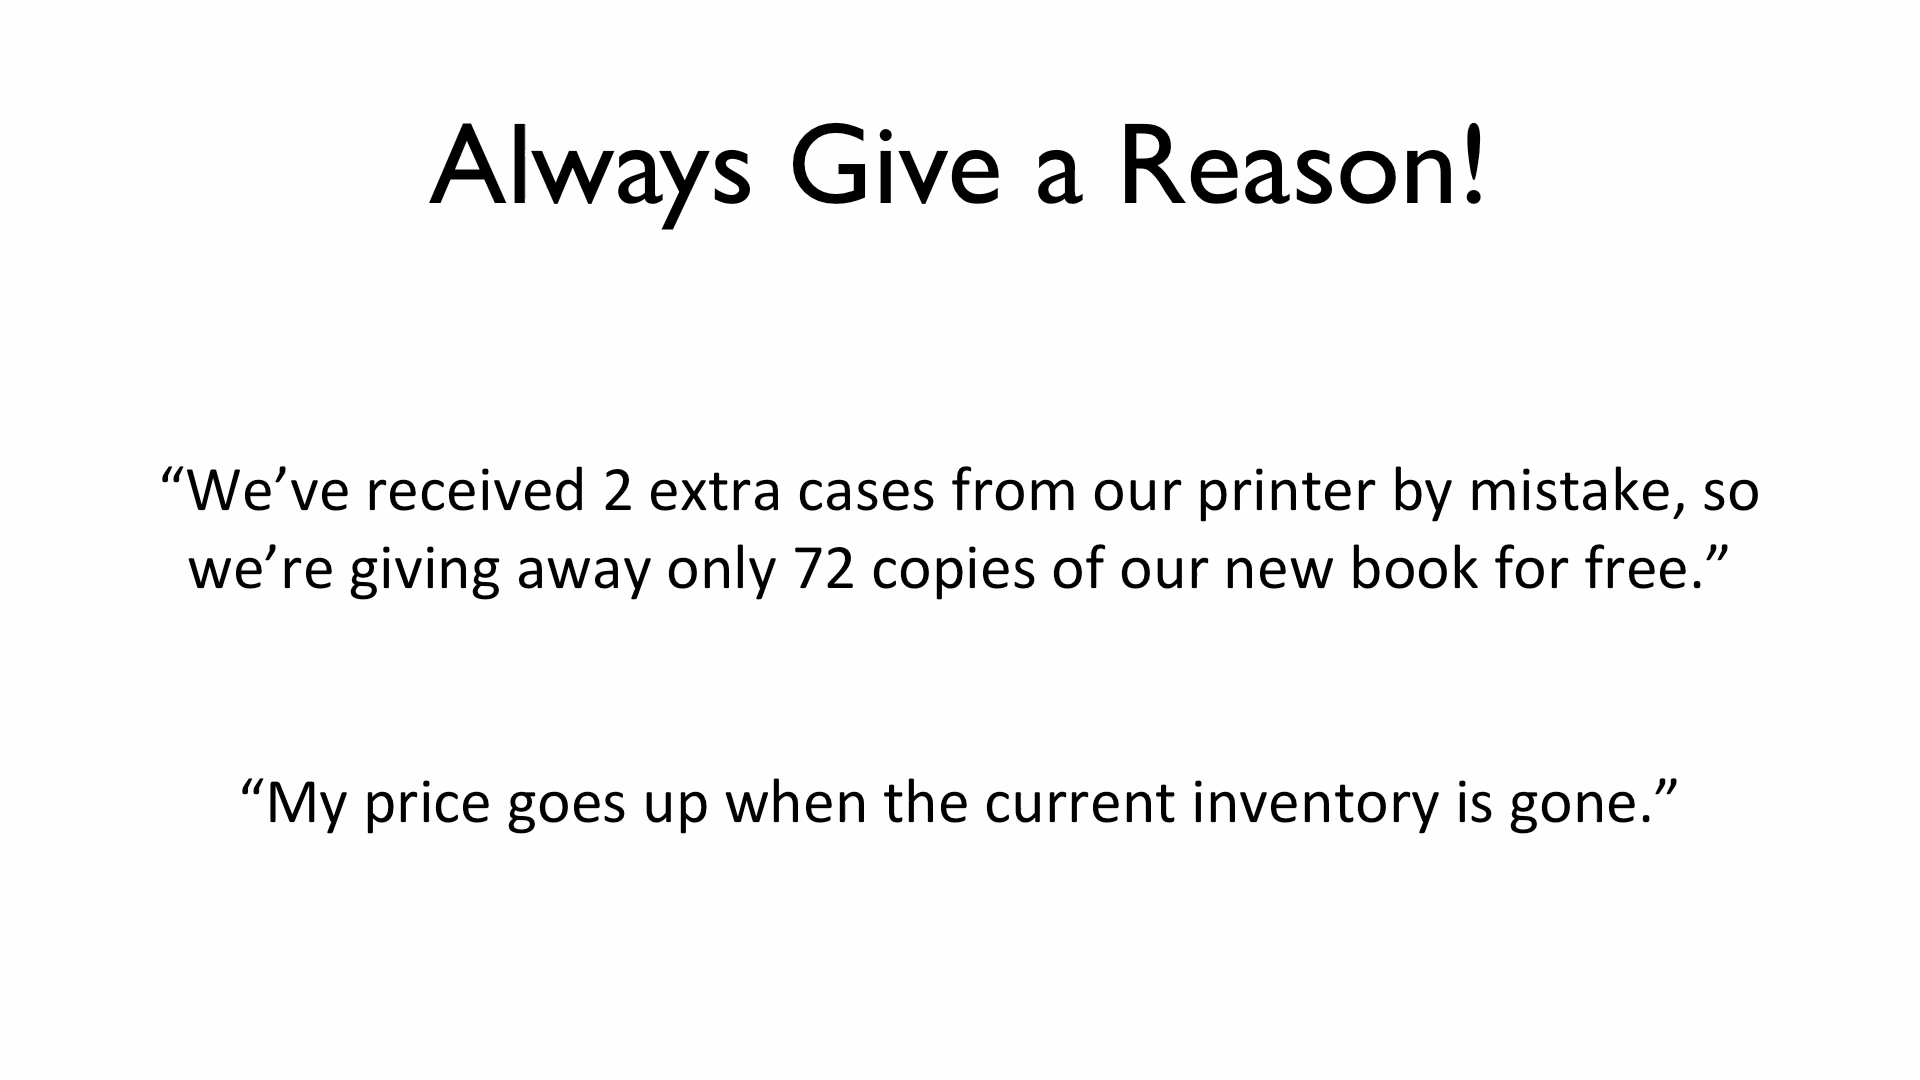 Always Give a Reason!
“We’ve received 2 extra cases from our printer by mistake, so
we’re giving away only 72 copies of our new book for free.”
“My price goes up when the current inventory is gone.”